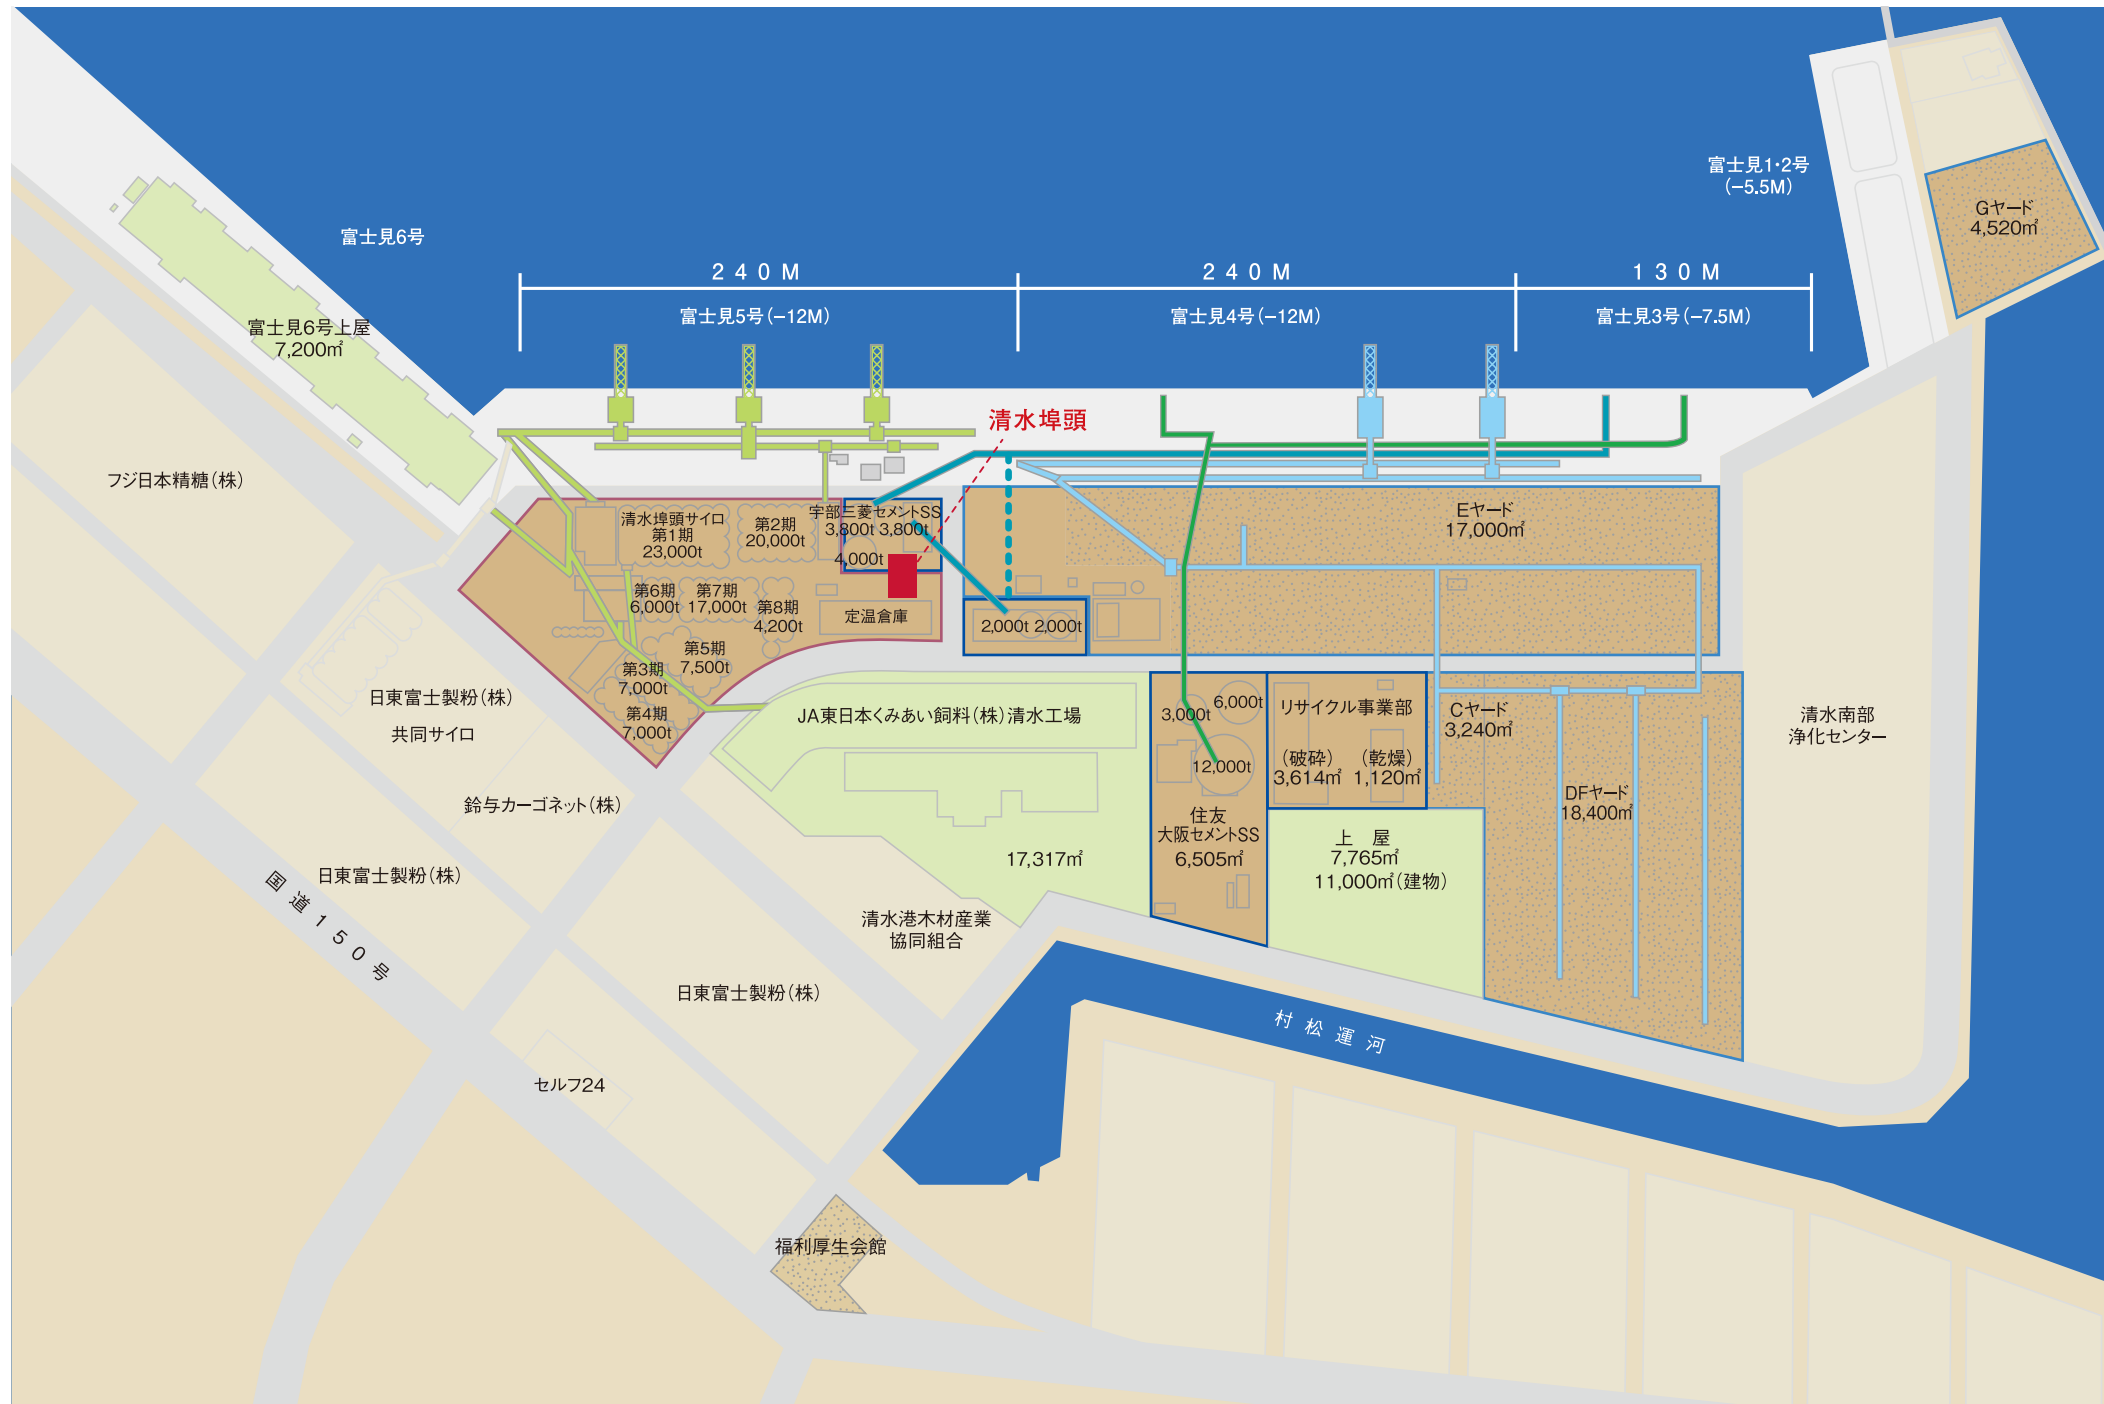 富士見1・2号
(−5.5M)
Gヤード
4,520㎡
富士見6号
240M
240M
130M
富士見5号(−12M)
富士見4号(−12M)
富士見3号(−7.5M)
富士見6号上屋
7,200㎡
清水埠頭
フジ日本精糖(株)
清水埠頭サイロ
第1期
23,000t
第2期
20,000t
宇部三菱セメントSS
3,800t 3,800t
4,000t
Eヤード
17,000㎡
第6期
6,000t
第7期
17,000t
第8期
4,200t
定温倉庫
2,000t 2,000t
第5期
7,500t
第3期
7,000t
第4期
7,000t
日東富士製粉(株)
共同サイロ
JA東日本くみあい飼料(株)清水工場
3,000t
6,000t
12,000t
リサイクル事業部
(破砕)
3,614㎡
(乾燥)
1,120㎡
Cヤード
3,240㎡
清水南部
浄化センター
DFヤード
18,400㎡
鈴与カーゴネット(株)
住友
大阪セメントSS
6,505㎡
上 屋
7,765㎡
11,000㎡(建物)
17,317㎡
日東富士製粉(株)
国道150号
清水港木材産業
協同組合
日東富士製粉(株)
村松運河
セルフ24
福利厚生会館